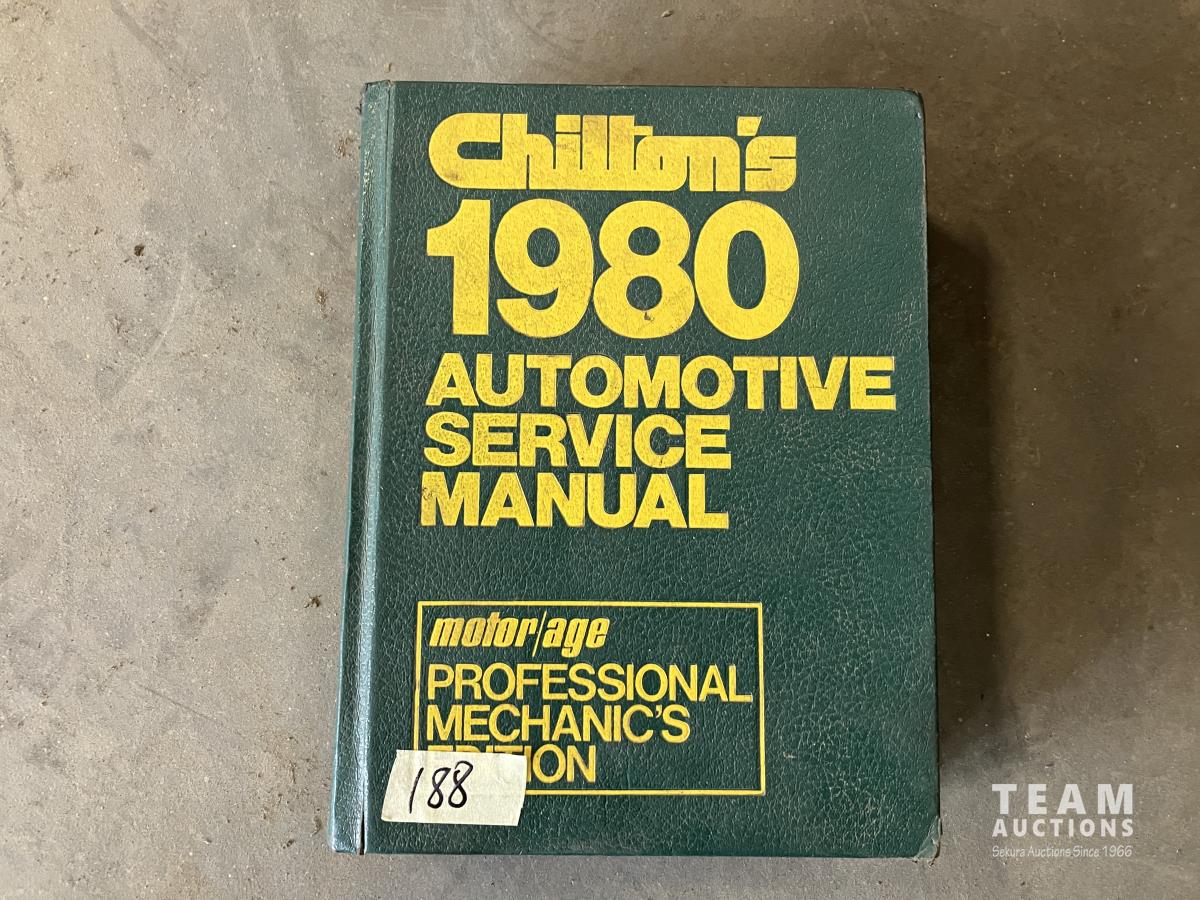 Chilton's
1980
AUTOMOTIVE
SERVICE
MANUAL
motor/age
PROFESSIONAL
MECHANIC'S
EDITION
188
TEAM
AUCTIONS
Sekura Auctions Since 1966